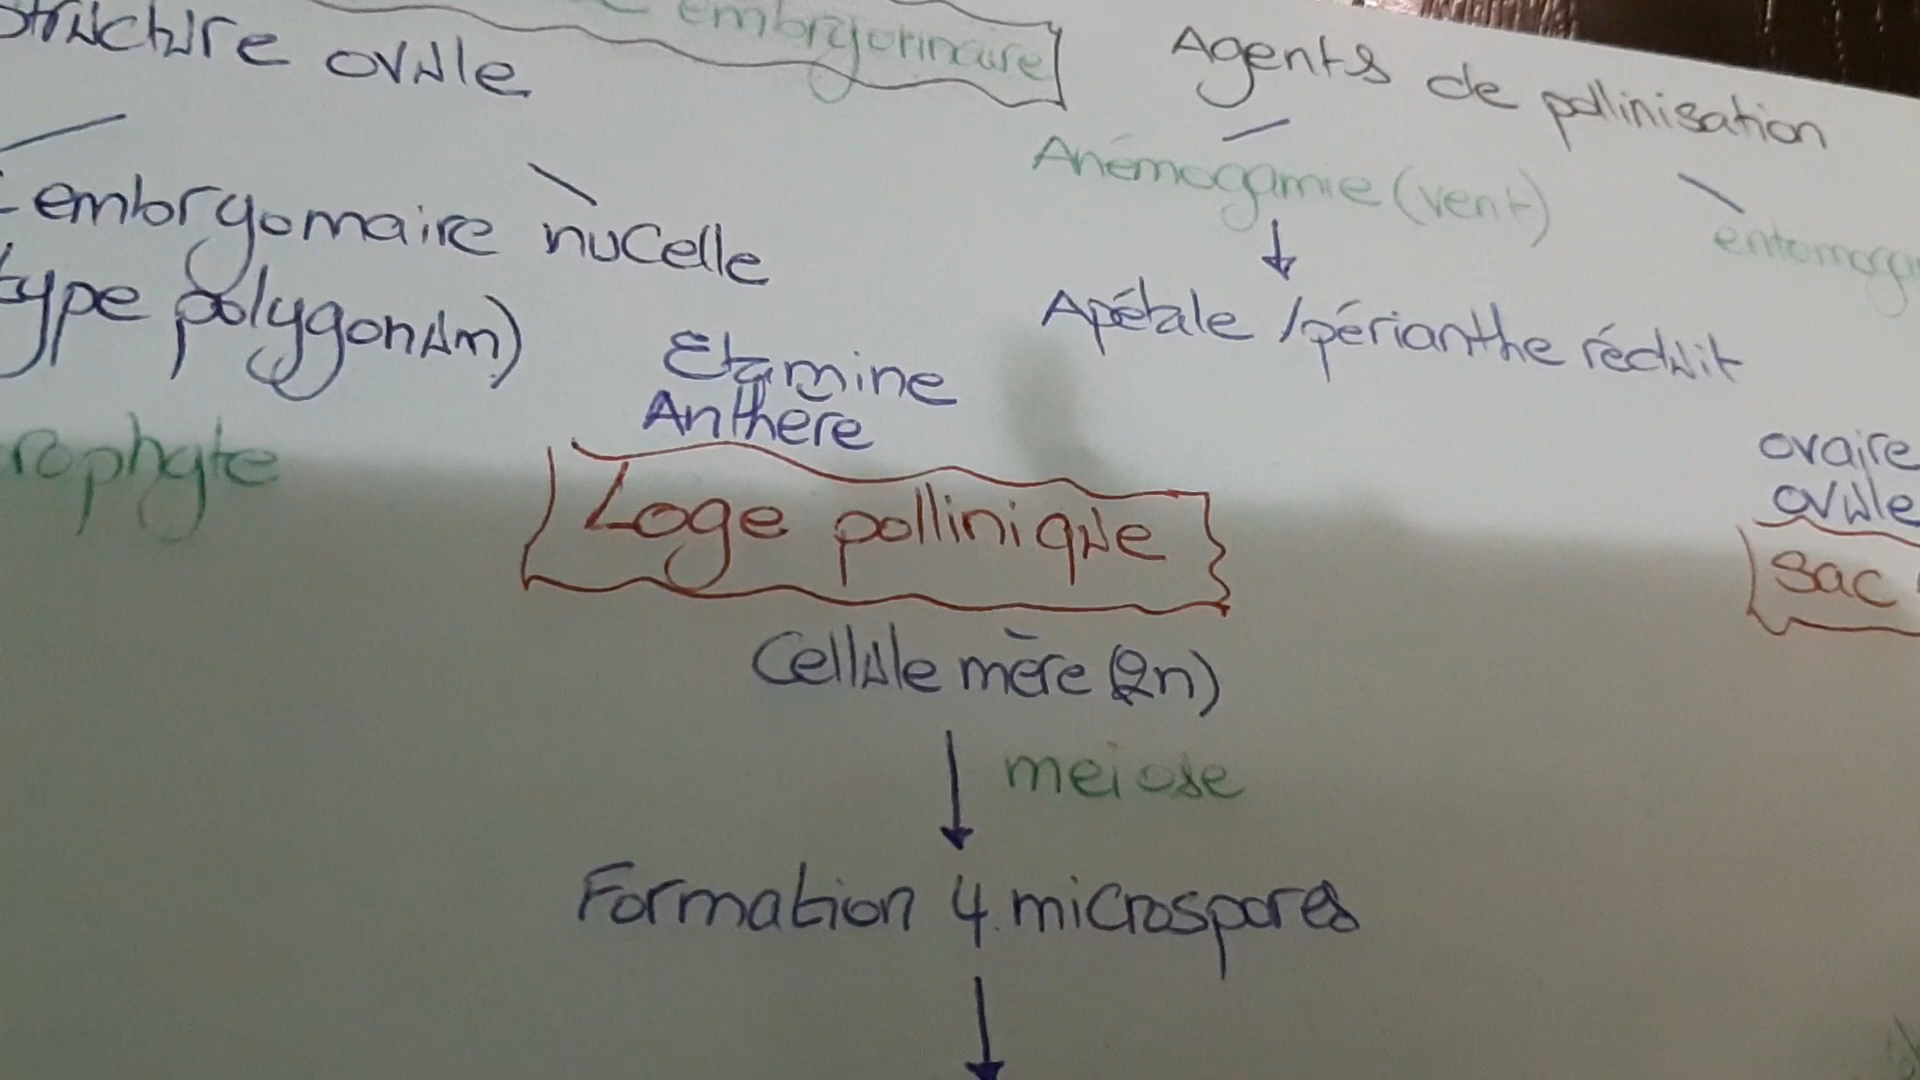 structure ovule
embryonnaire
Agents de pollinisation
embryomaire nucelle
Anémogamie (vent)
type polygonum)
Apétale / périanthe réduit
Etamine
Anthère
ovaire
ovule
Loge pollinique
sac
Cellule mère (2n)
meiose
Formation 4 microspores